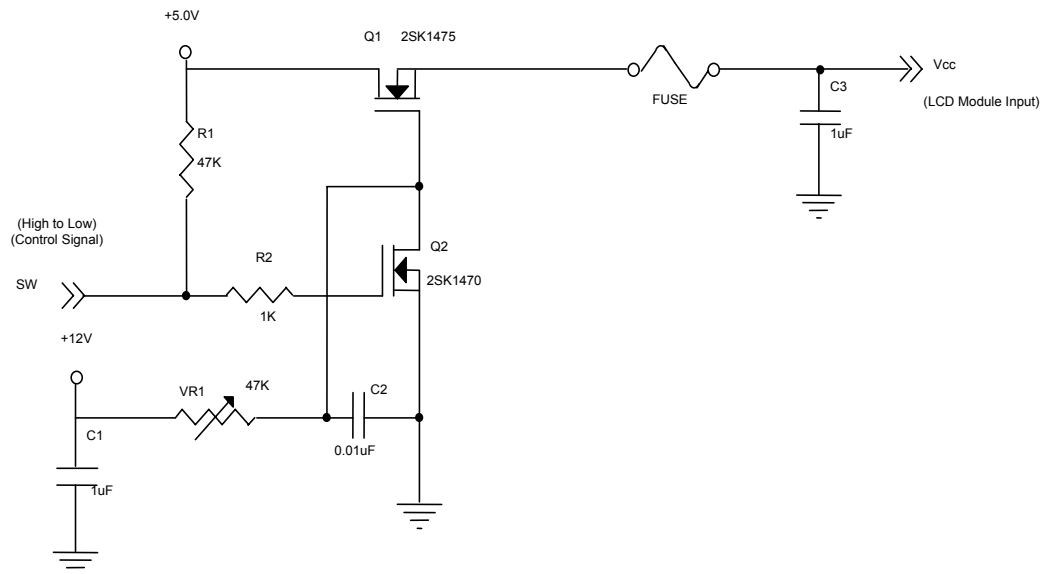 +5.0V
Q1 2SK1475
Vcc
FUSE
C3
(LCD Module Input)
1uF
R1
47K
(High to Low)
(Control Signal)
SW
R2
1K
Q2
2SK1470
+12V
VR1
47K
C2
0.01uF
C1
1uF